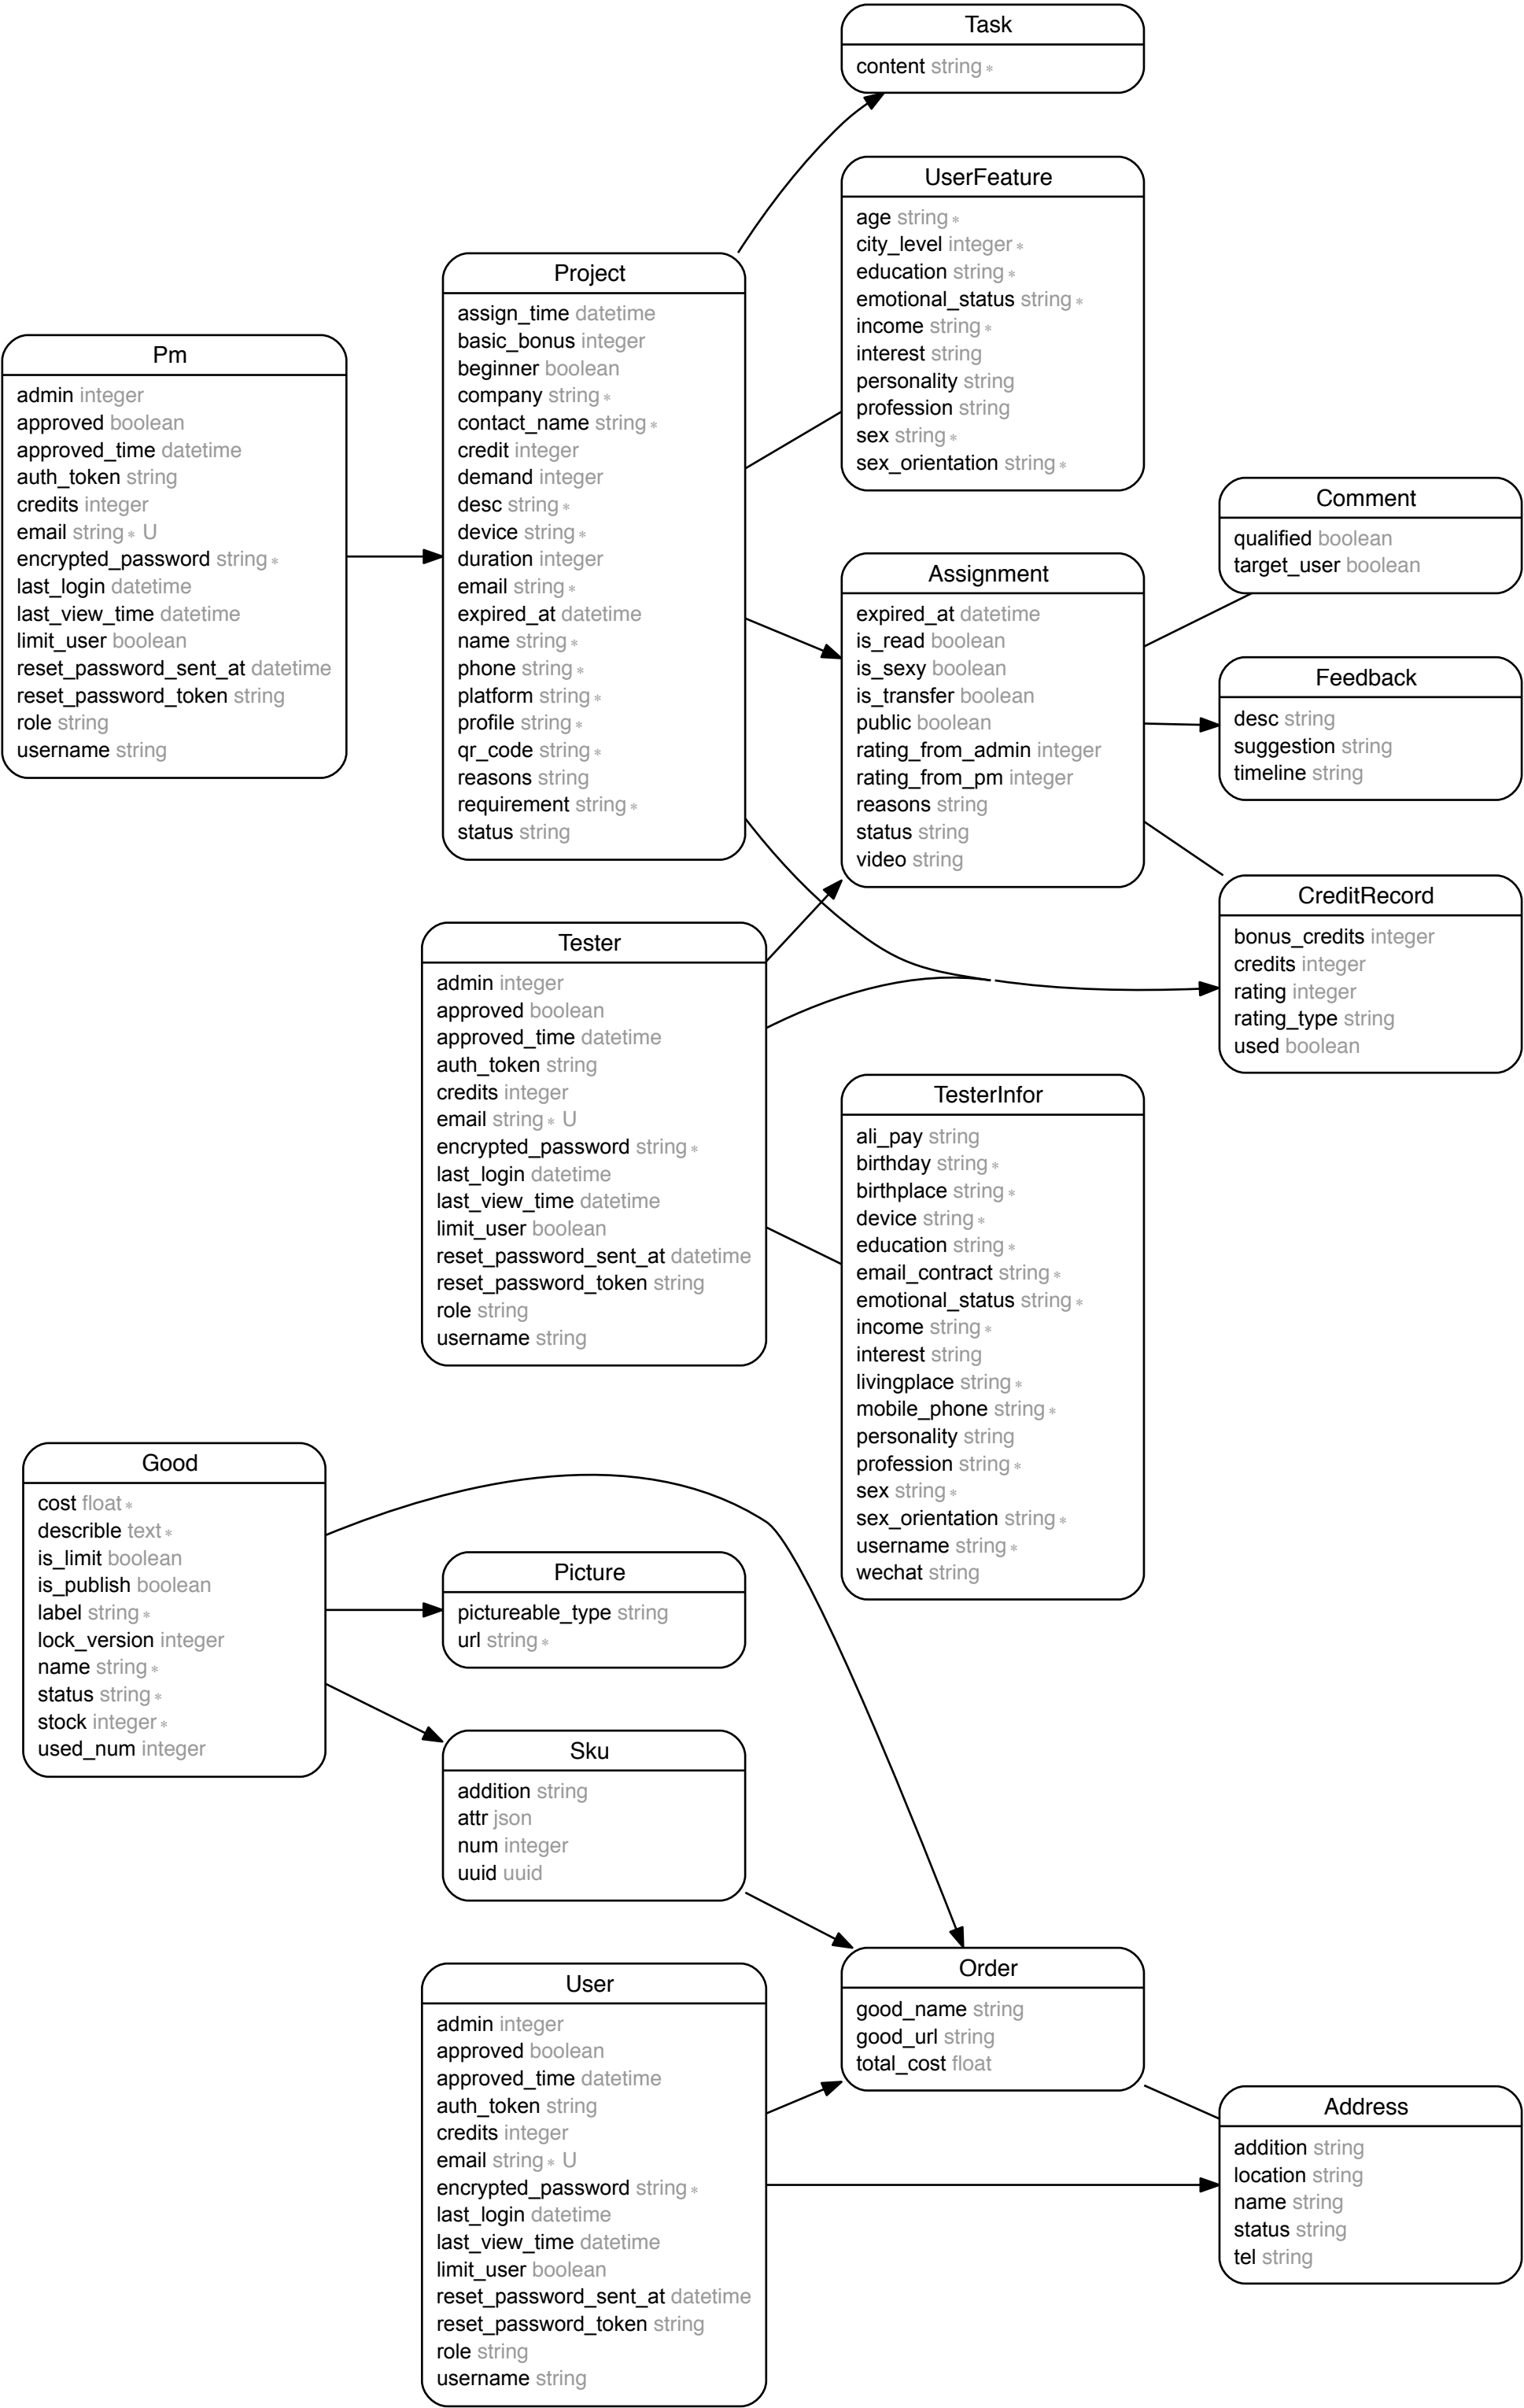 Task
content string *
UserFeature
age string *
city_level integer *
education string *
emotional_status string *
income string *
interest string
personality string
profession string
sex string *
sex_orientation string *
Project
assign_time datetime
basic_bonus integer
beginner boolean
company string *
contact_name string *
credit integer
demand integer
desc string *
device string *
duration integer
email string *
expired_at datetime
name string *
phone string *
platform string *
profile string *
qr_code string *
reasons string
requirement string *
status string
Pm
admin integer
approved boolean
approved_time datetime
auth_token string
credits integer
email string * U
encrypted_password string *
last_login datetime
last_view_time datetime
limit_user boolean
reset_password_sent_at datetime
reset_password_token string
role string
username string
Comment
qualified boolean
target_user boolean
Assignment
expired_at datetime
is_read boolean
is_sexy boolean
is_transfer boolean
public boolean
rating_from_admin integer
rating_from_pm integer
reasons string
status string
video string
Feedback
desc string
suggestion string
timeline string
CreditRecord
bonus_credits integer
credits integer
rating integer
rating_type string
used boolean
Tester
admin integer
approved boolean
approved_time datetime
auth_token string
credits integer
email string * U
encrypted_password string *
last_login datetime
last_view_time datetime
limit_user boolean
reset_password_sent_at datetime
reset_password_token string
role string
username string
TesterInfor
ali_pay string
birthday string *
birthplace string *
device string *
education string *
email_contract string *
emotional_status string *
income string *
interest string
livingplace string *
mobile_phone string *
personality string
profession string *
sex string *
sex_orientation string *
username string *
wechat string
Good
cost float *
describle text *
is_limit boolean
is_publish boolean
label string *
lock_version integer
name string *
status string *
stock integer *
used_num integer
Picture
pictureable_type string
url string *
Sku
addition string
attr json
num integer
uuid uuid
Order
good_name string
good_url string
total_cost float
User
admin integer
approved boolean
approved_time datetime
auth_token string
credits integer
email string * U
encrypted_password string *
last_login datetime
last_view_time datetime
limit_user boolean
reset_password_sent_at datetime
reset_password_token string
role string
username string
Address
addition string
location string
name string
status string
tel string